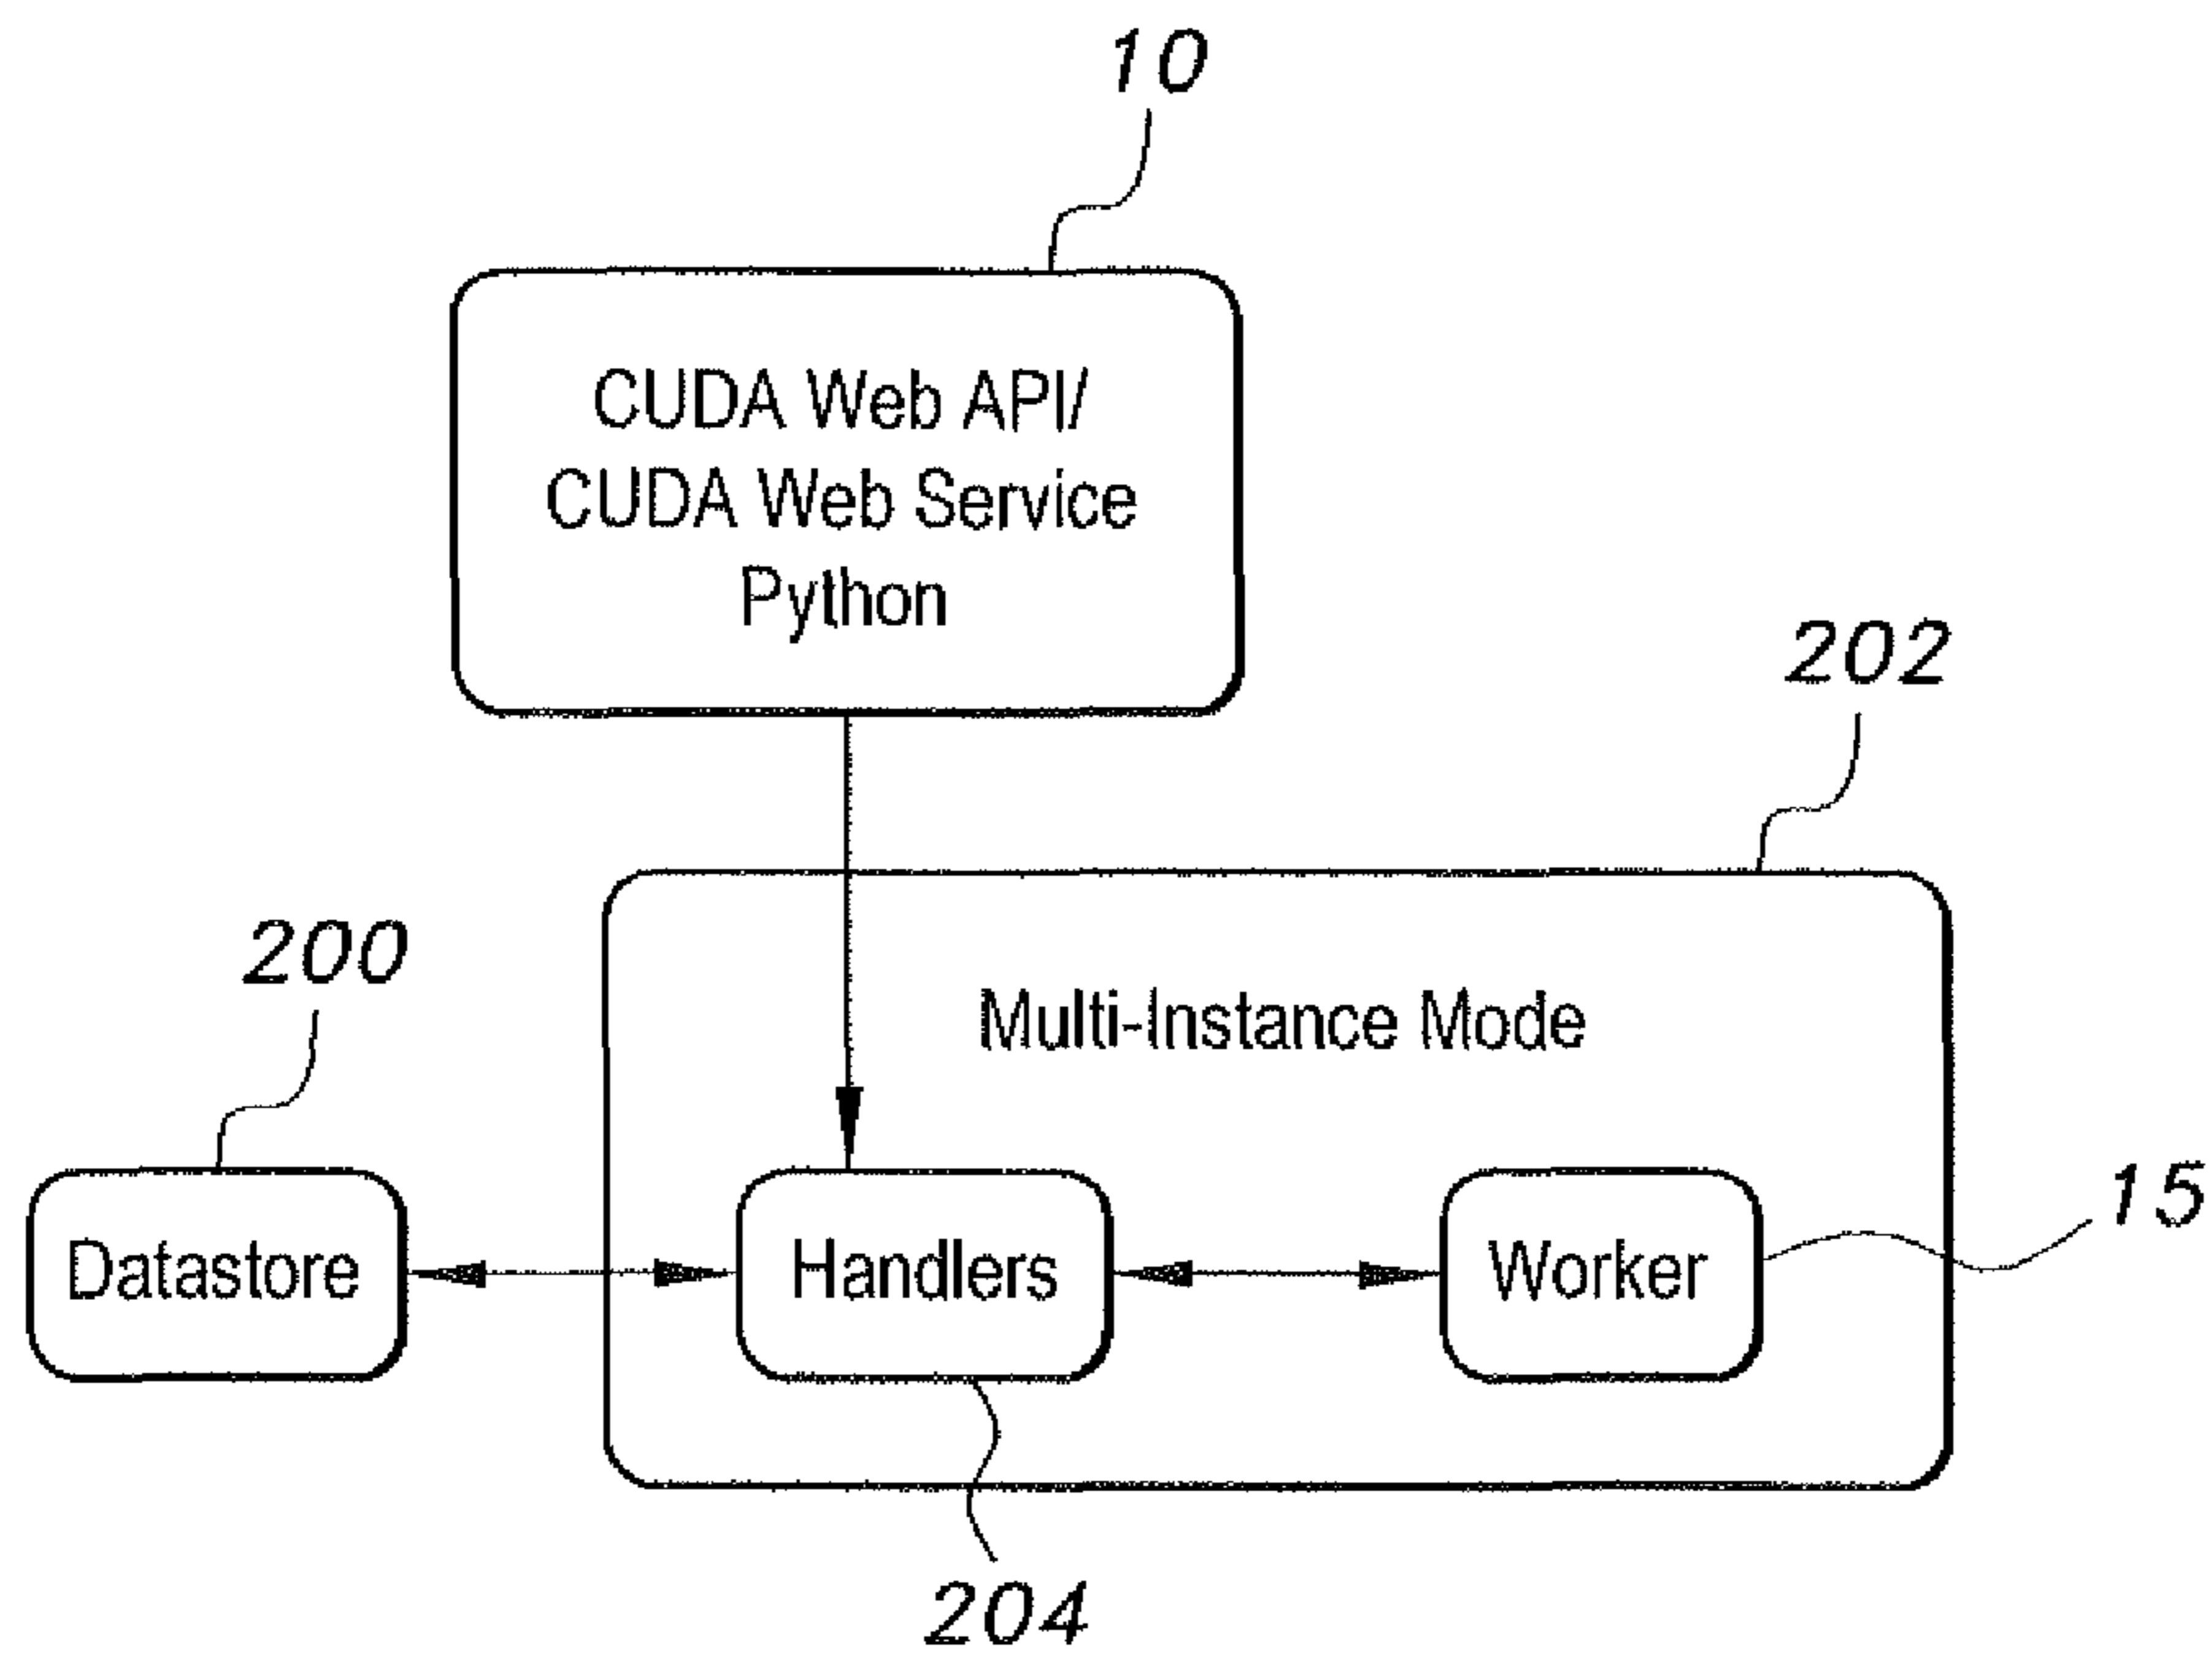 10
CUDA Web API/
CUDA Web Service
Python
202
200
Multi-Instance Mode
15
Datastore
Handlers
Worker
204